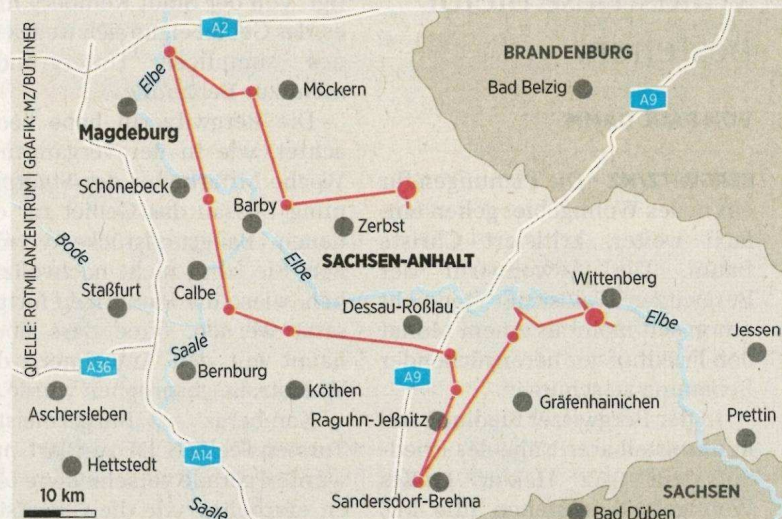 QUELLE: ROTMILANZENTRUM | GRAFIK: MZ/BÜTTNER
A2
Elbe
Möckern
Magdeburg
BRANDENBURG
Bad Belzig
A9
Schönebeck
Barby
Zerbst
Bode
Elbe
SACHSEN-ANHALT
Calbe
Staßfurt
Wittenberg
Dessau-Roßlau
Elbe
Jessen
Saale
A36
Bernburg
A9
Köthen
Gräfenhainichen
Aschersleben
Raguhn-Jeßnitz
Prettin
Hettstedt
A14
10 km
Saale
Sandersdorf-Brehna
SACHSEN
Bad Düben